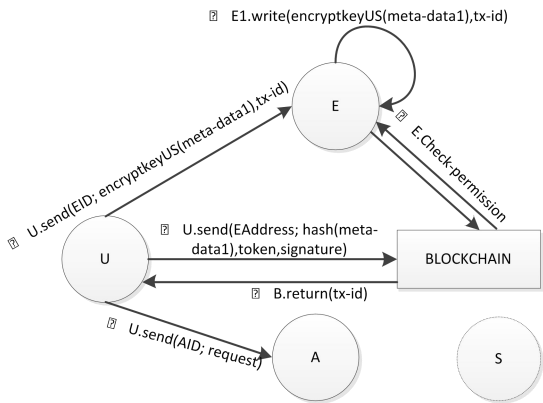 E1.write(encryptkeyUS(meta-data1),tx-id)
E
U.send(EID; encryptkeyUS(meta-data1),tx-id)
E.Check-permission
U.send(EAddress; hash(meta-
data1),token,signature)
U
BLOCKCHAIN
B.return(tx-id)
U.send(AID; request)
A
S